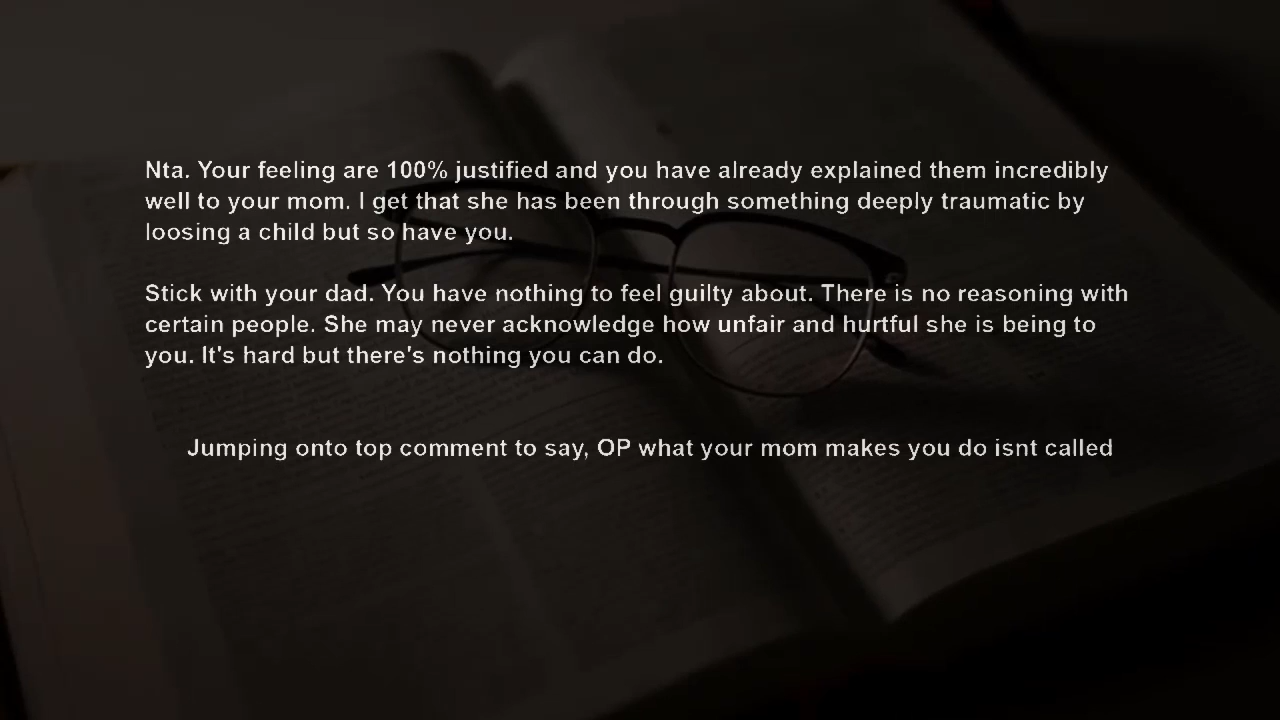 Nta. Your feeling are 100% justified and you have already explained them incredibly
well to your mom. I get that she has been through something deeply traumatic by
loosing a child but so have you.
Stick with your dad. You have nothing to feel guilty about. There is no reasoning with
certain people. She may never acknowledge how unfair and hurtful she is being to
you. It's hard but there's nothing you can do.
Jumping onto top comment to say, OP what your mom makes you do isnt called